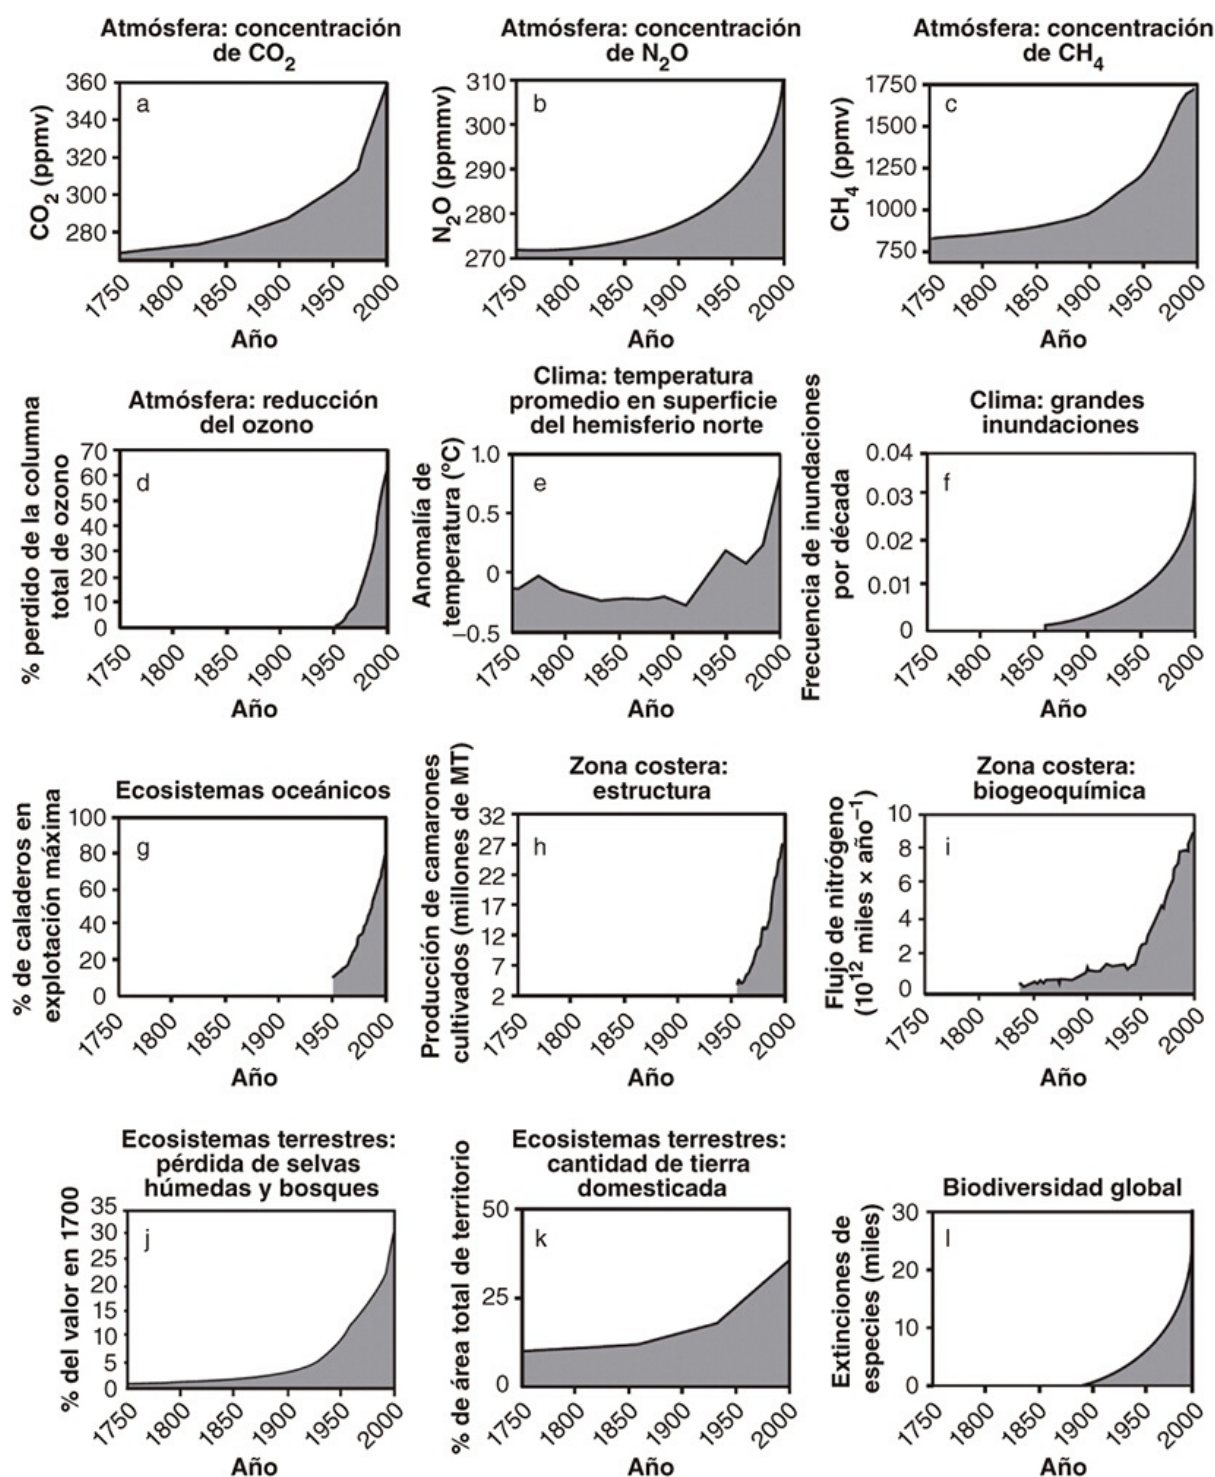 Atmósfera: concentración
de CO2
CO2 (ppmv)
360
340
320
300
280
a
1750
1800
1850
1900
1950
2000
Año
Atmósfera: concentración
de N2O
N2O (ppmmv)
310
300
290
280
270
b
1750
1800
1850
1900
1950
2000
Año
Atmósfera: concentración
de CH4
CH4 (ppmv)
1750
1500
1250
1000
750
c
1750
1800
1850
1900
1950
2000
Año
Atmósfera: reducción
del ozono
% perdido de la columna
total de ozono
70
60
50
40
30
20
10
0
d
1750
1800
1850
1900
1950
2000
Año
Clima: temperatura
promedio en superficie
del hemisferio norte
Anomalía de
temperatura (°C)
1.0
0.5
0
–0.5
e
1750
1800
1850
1900
1950
2000
Año
Clima: grandes
inundaciones
Frecuencia de inundaciones
por década
0.04
0.03
0.02
0.01
0
f
1750
1800
1850
1900
1950
2000
Año
Ecosistemas oceánicos
% de caladeros en
explotación máxima
100
80
60
40
20
0
g
1750
1800
1850
1900
1950
2000
Año
Zona costera:
estructura
Producción de camarones
cultivados (millones de MT)
32
27
22
17
12
7
2
h
1750
1800
1850
1900
1950
2000
Año
Zona costera:
biogeoquímica
Flujo de nitrógeno
(10¹² miles × año⁻¹)
10
8
6
4
2
0
i
1750
1800
1850
1900
1950
2000
Año
Ecosistemas terrestres:
pérdida de selvas
húmedas y bosques
% del valor en 1700
35
30
25
20
15
10
5
0
j
1750
1800
1850
1900
1950
2000
Año
Ecosistemas terrestres:
cantidad de tierra
domesticada
% de área total de territorio
50
25
0
k
1750
1800
1850
1900
1950
2000
Año
Biodiversidad global
Extinciones de
especies (miles)
30
20
10
0
l
1750
1800
1850
1900
1950
2000
Año